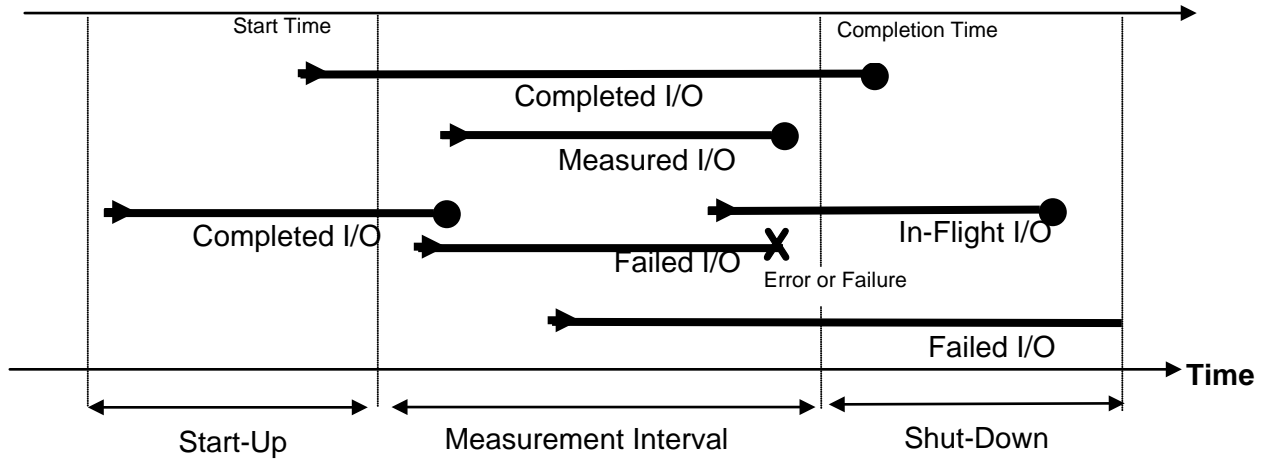 Start Time
Completion Time
Completed I/O
Measured I/O
Completed I/O
In-Flight I/O
Failed I/O
Error or Failure
Failed I/O
Time
Start-Up
Measurement Interval
Shut-Down